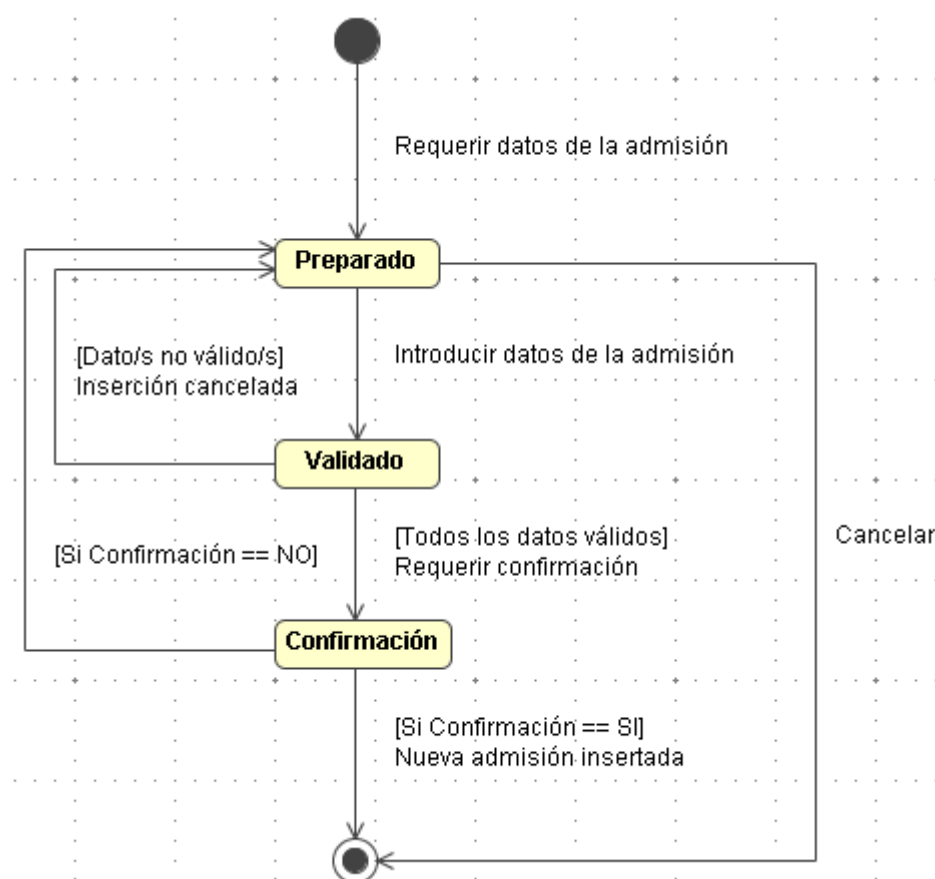 Requerir datos de la admisión
Preparado
[Dato/s no válido/s]
Inserción cancelada
Introducir datos de la admisión
Validado
[Si Confirmación == NO]
[Todos los datos válidos]
Requerir confirmación
Cancelar
Confirmación
[Si Confirmación == SI]
Nueva admisión insertada